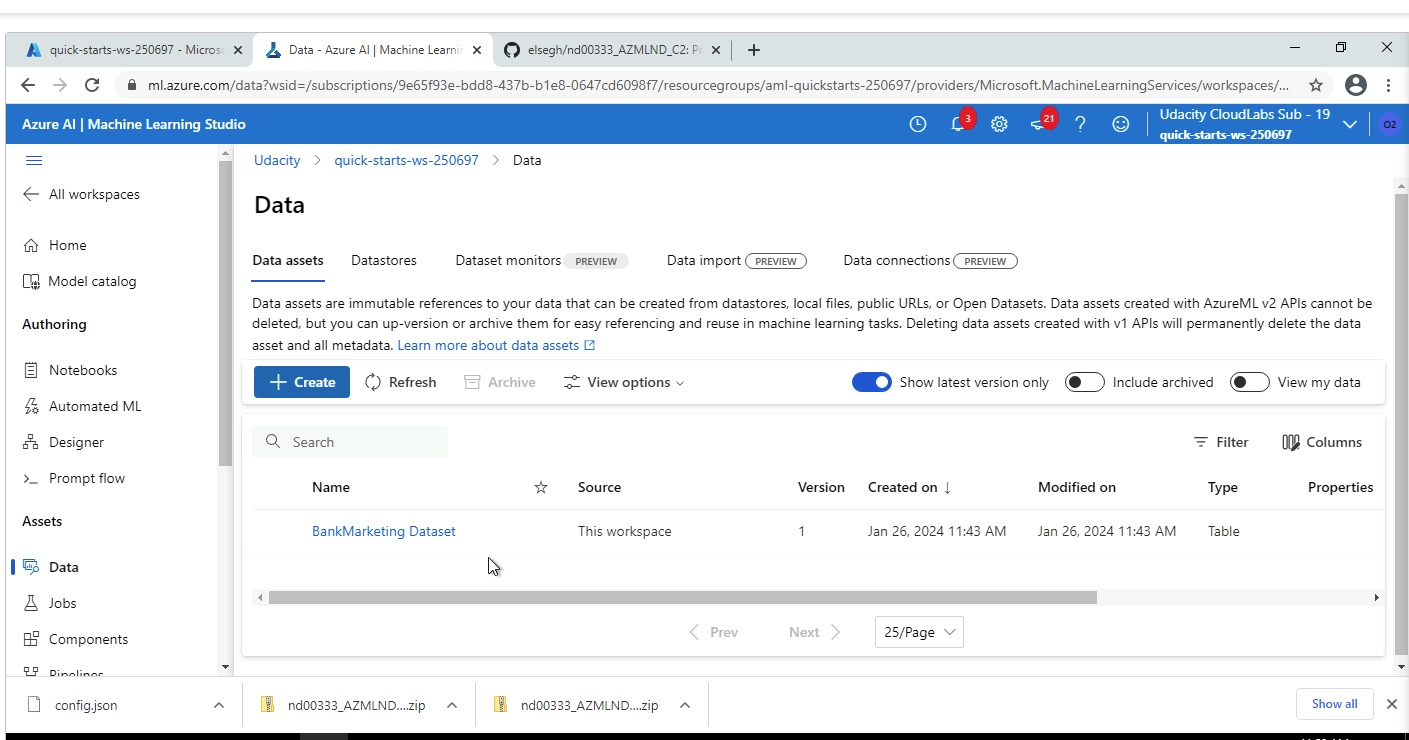 quick-starts-ws-250697 - Microsc
Data - Azure AI | Machine Learnin
elsegh/nd00333_AZMLND_C2: Pr
ml.azure.com/data?wsid=/subscriptions/9e65f93e-bdd8-437b-b1e8-0647cd6098f7/resourcegroups/aml-quickstarts-250697/providers/Microsoft.MachineLearningServices/workspaces/...
Azure AI | Machine Learning Studio
3
21
Udacity CloudLabs Sub - 19
quick-starts-ws-250697
O2
All workspaces
Home
Model catalog
Authoring
Notebooks
Automated ML
Designer
Prompt flow
Assets
Data
Jobs
Components
Pipelines
Udacity > quick-starts-ws-250697 > Data
Data
Data assets Datastores Dataset monitors PREVIEW Data import PREVIEW Data connections PREVIEW
Data assets are immutable references to your data that can be created from datastores, local files, public URLs, or Open Datasets. Data assets created with AzureML v2 APIs cannot be
deleted, but you can up-version or archive them for easy referencing and reuse in machine learning tasks. Deleting data assets created with v1 APIs will permanently delete the data
asset and all metadata. Learn more about data assets
+ Create Refresh Archive View options Show latest version only Include archived View my data
Search Filter Columns
Name Source Version Created on ↓ Modified on Type Properties
BankMarketing Dataset This workspace 1 Jan 26, 2024 11:43 AM Jan 26, 2024 11:43 AM Table
< Prev Next > 25/Page
config.json nd00333_AZMLND....zip nd00333_AZMLND....zip Show all